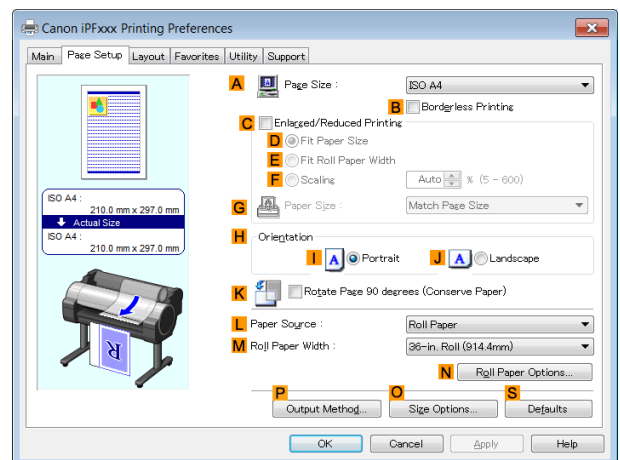 Canon iPFxxx Printing Preferences
Main Page Setup Layout Favorites Utility Support
A Page Size : ISO A4
B Borderless Printing
C Enlarged/Reduced Printing
D Fit Paper Size
E Fit Roll Paper Width
F Scaling Auto % (5 - 600)
G Paper Size : Match Page Size
ISO A4 :
210.0 mm x 297.0 mm
Actual Size
ISO A4 :
210.0 mm x 297.0 mm
H Orientation
I A Portrait J A Landscape
K Rotate Page 90 degrees (Conserve Paper)
L Paper Source : Roll Paper
M Roll Paper Width : 36-in. Roll (914.4mm)
N Roll Paper Options...
P O S
Output Method... Size Options... Defaults
R
OK Cancel Apply Help